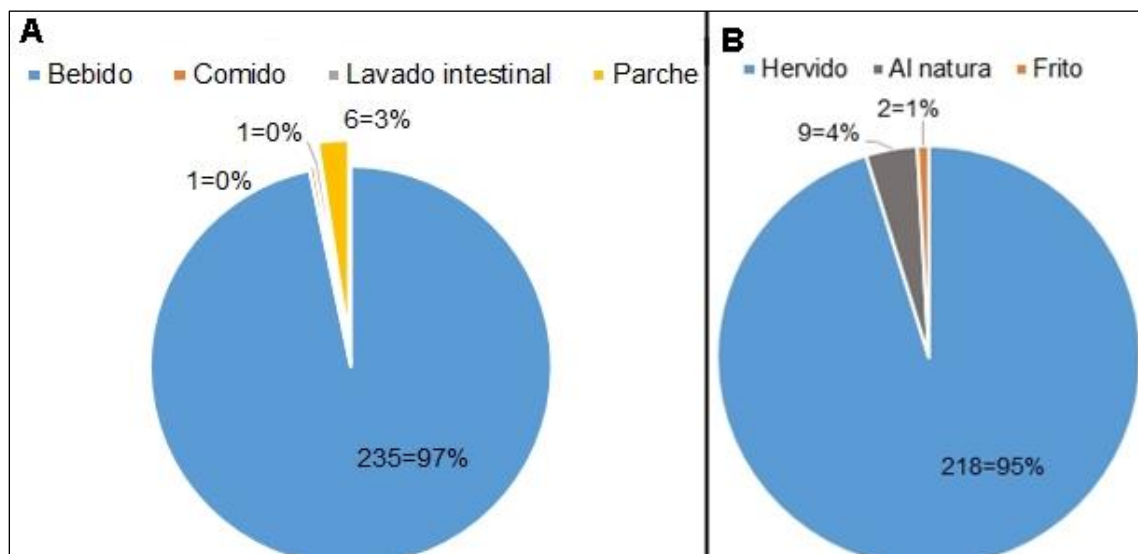 A
Bebido Comido Lavado intestinal Parche
6=3%
1=0%
1=0%
235=97%
B
Hervido Al natura Frito
2=1%
9=4%
218=95%